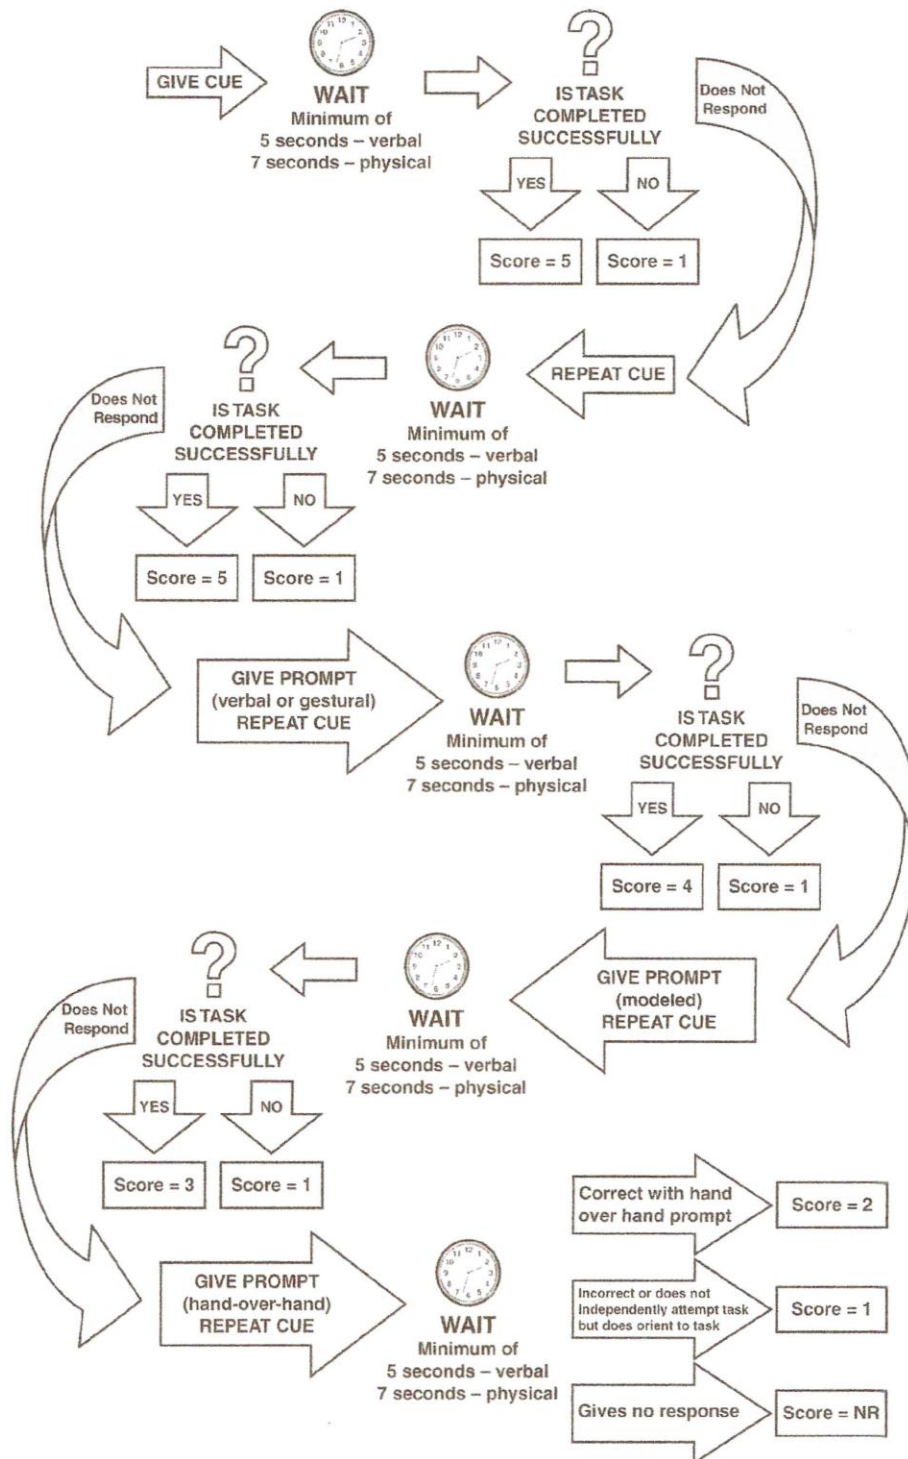 GIVE CUE
WAIT
Minimum of
5 seconds – verbal
7 seconds – physical
IS TASK
COMPLETED
SUCCESSFULLY
Does Not
Respond
YES
NO
Score = 5
Score = 1
REPEAT CUE
WAIT
Minimum of
5 seconds – verbal
7 seconds – physical
IS TASK
COMPLETED
SUCCESSFULLY
Does Not
Respond
YES
NO
Score = 5
Score = 1
GIVE PROMPT
(verbal or gestural)
REPEAT CUE
WAIT
Minimum of
5 seconds – verbal
7 seconds – physical
IS TASK
COMPLETED
SUCCESSFULLY
Does Not
Respond
YES
NO
Score = 4
Score = 1
GIVE PROMPT
(modeled)
REPEAT CUE
WAIT
Minimum of
5 seconds – verbal
7 seconds – physical
IS TASK
COMPLETED
SUCCESSFULLY
Does Not
Respond
YES
NO
Score = 3
Score = 1
GIVE PROMPT
(hand-over-hand)
REPEAT CUE
WAIT
Minimum of
5 seconds – verbal
7 seconds – physical
Correct with hand
over hand prompt
Score = 2
Incorrect or does not
independently attempt task
but does orient to task
Score = 1
Gives no response
Score = NR